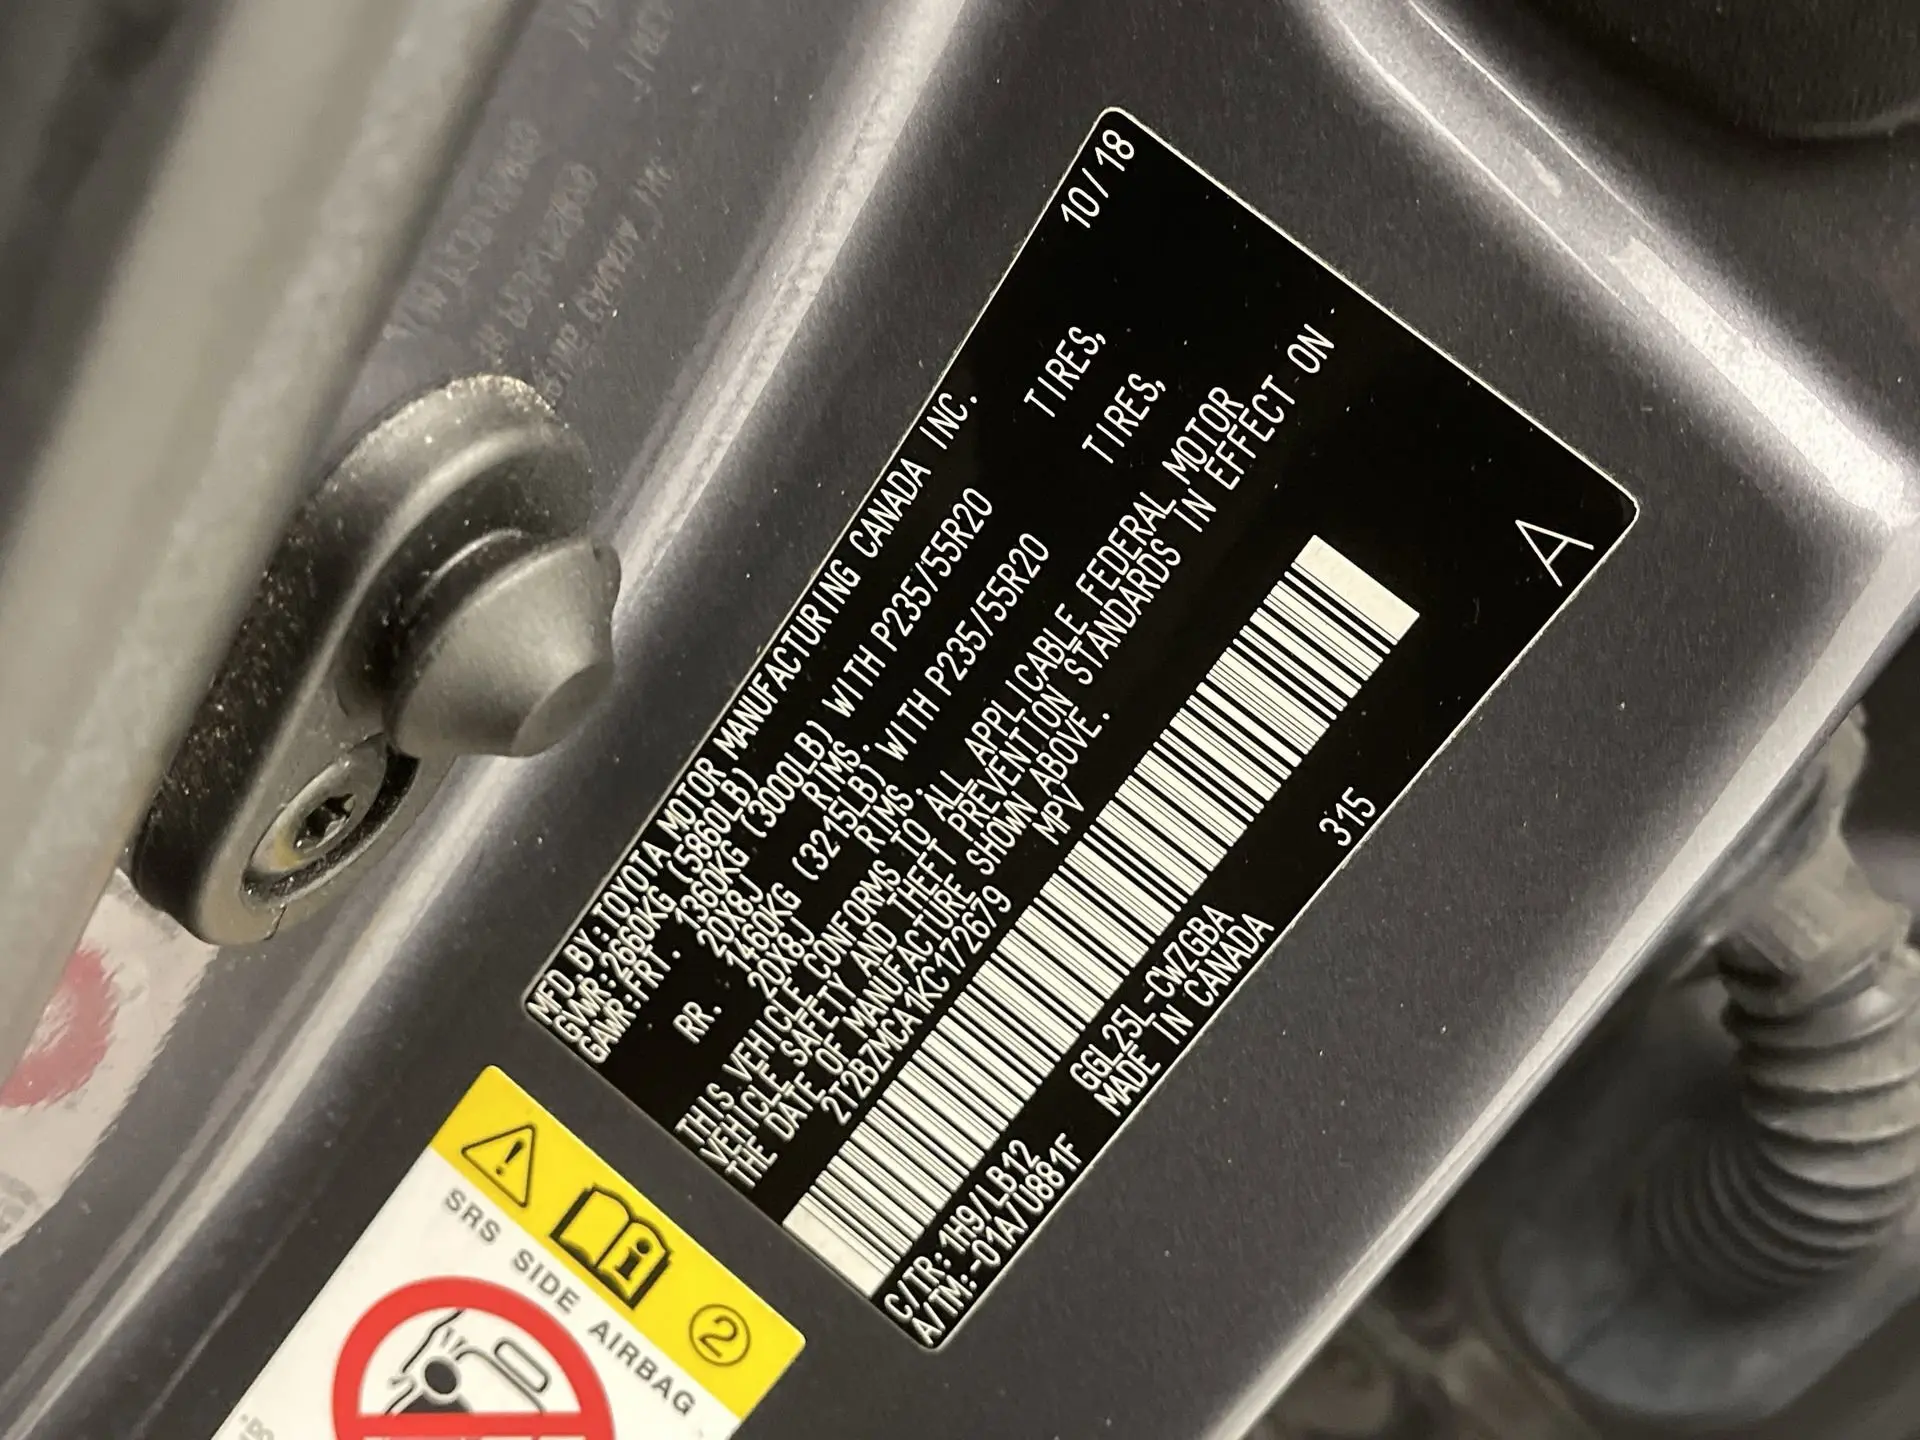 MFD.BY:TOYOTA MOTOR MANUFACTURING CANADA INC. 10/18
GVWR:2660KG (5860LB)
GAWR:FRT. 1360KG (3000LB) WITH P235/55R20 TIRES,
20X8J RIMS.
RR. 1460KG (3215LB) WITH P235/55R20 TIRES,
20X8J RIMS.
THIS VEHICLE CONFORMS TO ALL APPLICABLE FEDERAL MOTOR
VEHICLE SAFETY AND THEFT PREVENTION STANDARDS IN EFFECT ON
THE DATE OF MANUFACTURE SHOWN ABOVE.
2T2BZMCA1KC172679 MPV
A
315
C/TR:1H9/LB12 GGL25L-CWZGBA
A/TM:-01A/U881F MADE IN CANADA
2
SRS SIDE AIRBAG